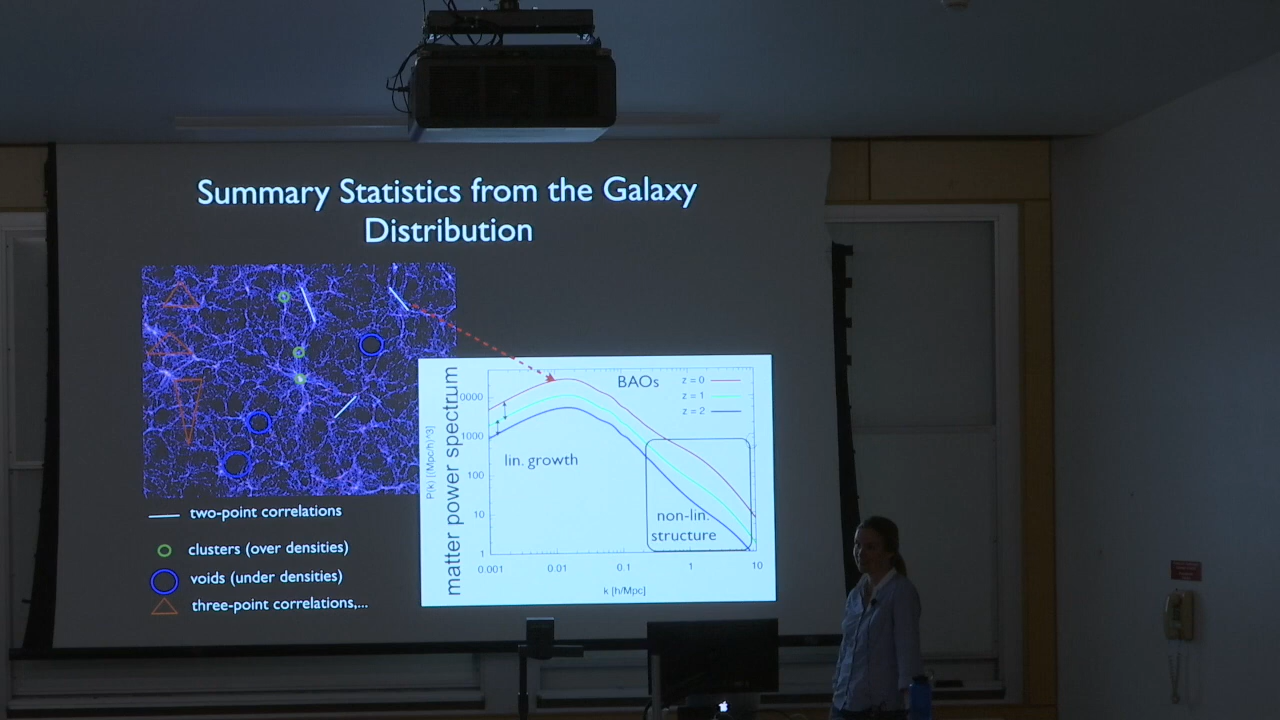 Summary Statistics from the Galaxy
Distribution
two-point correlations
clusters (over densities)
voids (under densities)
three-point correlations,...
matter power spectrum
P(k) [(Mpc/h)^3]
0000
1000
100
10
1
BAOs
z = 0
z = 1
z = 2
lin. growth
non-lin.
structure
0.001 0.01 0.1 1 10
k [h/Mpc]